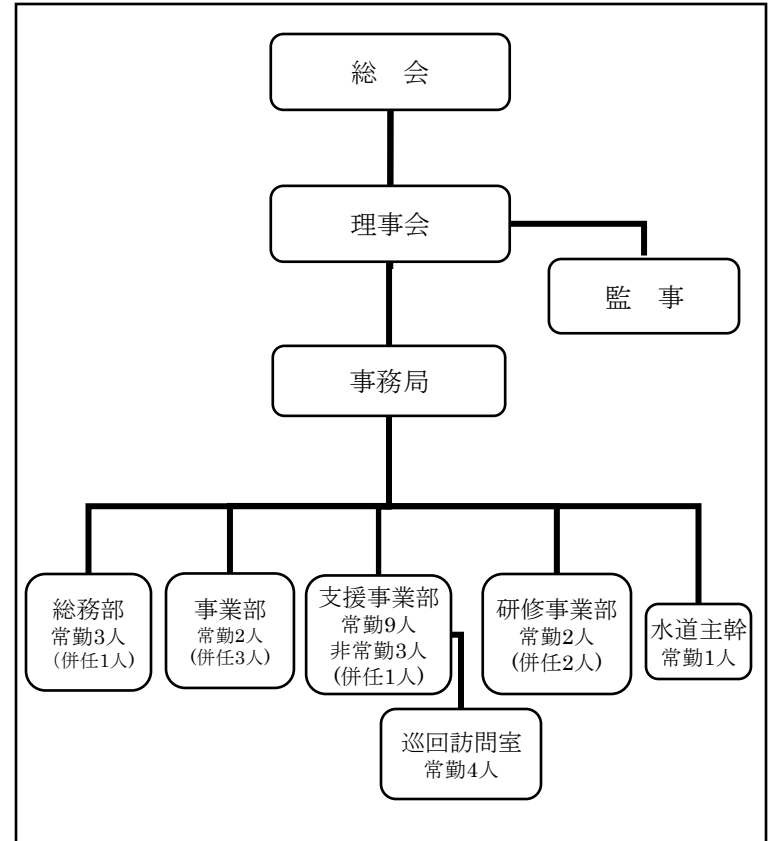 総　会
理事会
監　事
事務局
総務部
常勤3人
（併任1人）
事業部
常勤2人
(併任3人)
支援事業部
常勤9人
非常勤3人
(併任1人)
研修事業部
常勤2人
(併任2人)
水道主幹
常勤1人
巡回訪問室
常勤4人